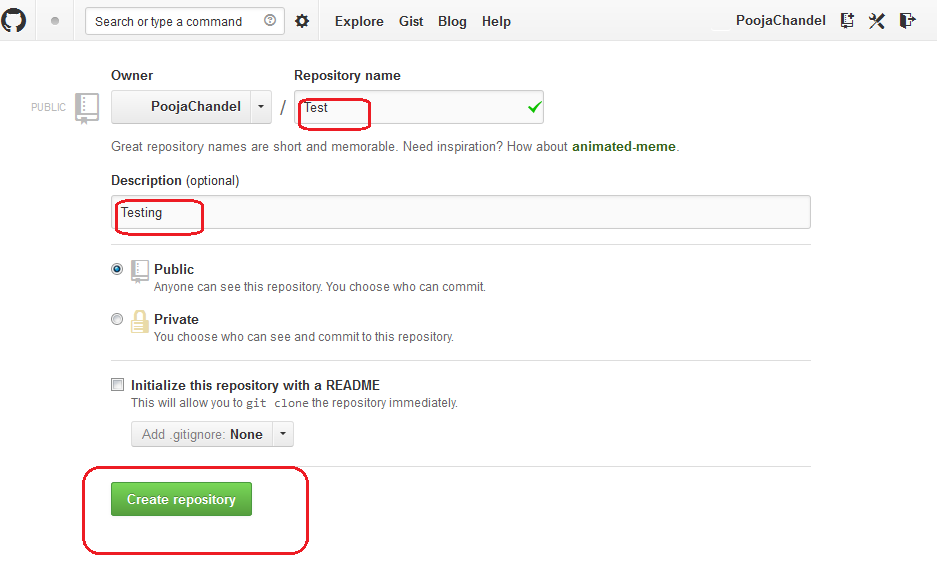 Search or type a command
Explore Gist Blog Help
PoojaChandel
Owner
Repository name
PUBLIC
PoojaChandel / Test
Great repository names are short and memorable. Need inspiration? How about animated-meme.
Description (optional)
Testing
Public
Anyone can see this repository. You choose who can commit.
Private
You choose who can see and commit to this repository.
Initialize this repository with a README
This will allow you to git clone the repository immediately.
Add .gitignore: None
Create repository